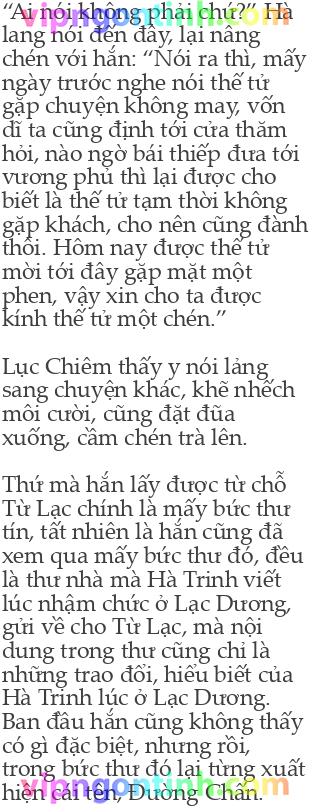 “Ai nói không phải chứ?” Hà
lang nói đến đây, lại nâng
chén với hắn: “Nói ra thì, mấy
ngày trước nghe nói thế tử
gặp chuyện không may, vốn
dĩ ta cũng định tới cửa thăm
hỏi, nào ngờ bái thiếp đưa tới
vương phủ thì lại được cho
biết là thế tử tạm thời không
gặp khách, cho nên cũng đành
thôi. Hôm nay được thế tử
mời tới đây gặp mặt một
phen, vậy xin cho ta được
kính thế tử một chén.”
Lục Chiêm thấy y nói lảng
sang chuyện khác, khẽ nhếch
môi cười, cũng đặt đũa
xuống, cầm chén trà lên.
Thứ mà hắn lấy được từ chỗ
Từ Lạc chính là mấy bức thư
tín, tất nhiên là hắn cũng đã
xem qua mấy bức thư đó, đều
là thư nhà mà Hà Trinh viết
lúc nhậm chức ở Lạc Dương,
gửi về cho Từ Lạc, mà nội
dung trong thư cũng chỉ là
những trao đổi, hiểu biết của
Hà Trinh lúc ở Lạc Dương.
Ban đầu hắn cũng không thấy
có gì đặc biệt, nhưng rồi,
trong bức thư đó lại từng xuất
hiện cái tên, Đường Chấn.
vipngontinh.com
vipngontinh.com